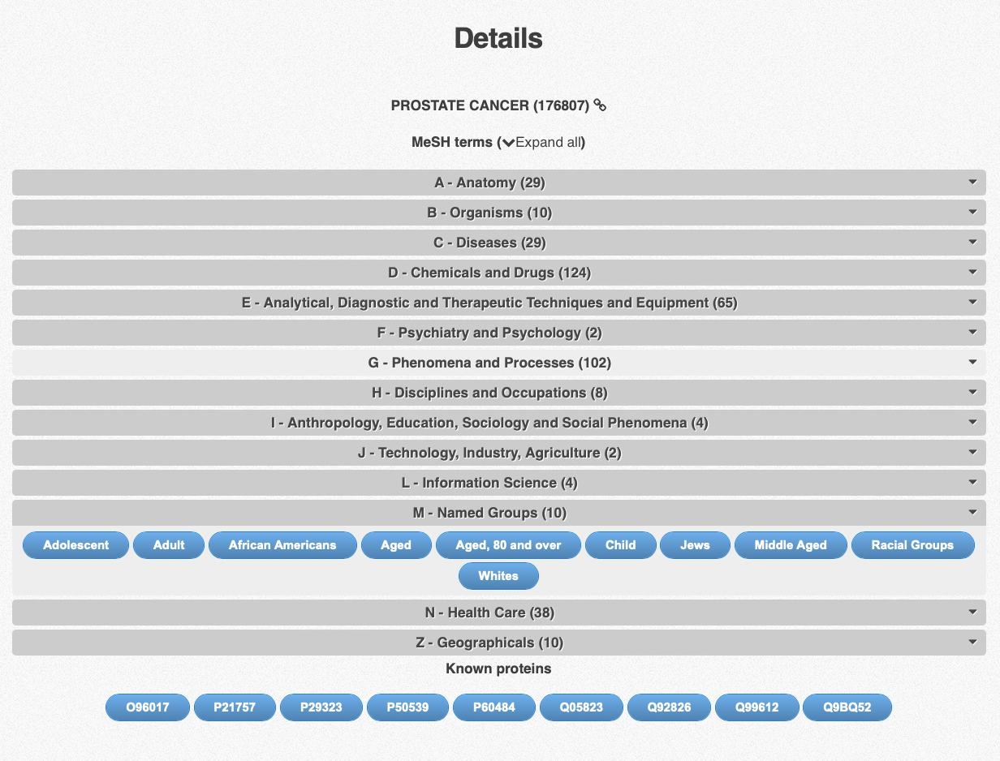 Details
PROSTATE CANCER (176807)
MeSH terms (Expand all)
A - Anatomy (29)
B - Organisms (10)
C - Diseases (29)
D - Chemicals and Drugs (124)
E - Analytical, Diagnostic and Therapeutic Techniques and Equipment (65)
F - Psychiatry and Psychology (2)
G - Phenomena and Processes (102)
H - Disciplines and Occupations (8)
I - Anthropology, Education, Sociology and Social Phenomena (4)
J - Technology, Industry, Agriculture (2)
L - Information Science (4)
M - Named Groups (10)
Adolescent Adult African Americans Aged Aged, 80 and over Child Jews Middle Aged Racial Groups
Whites
N - Health Care (38)
Z - Geographicals (10)
Known proteins
O96017 P21757 P29323 P50539 P60484 Q05823 Q92826 Q99612 Q9BQ52